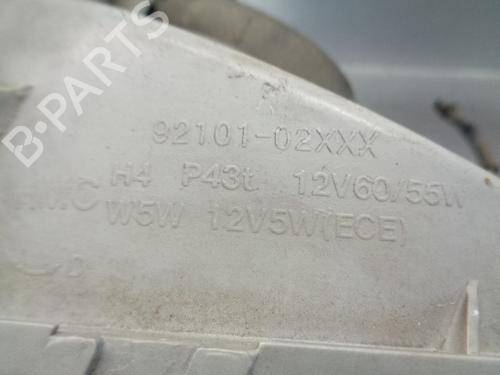 92101-02XXX
H4 P43t 12V60/55W
W5W 12V5W(ECE)
B-PARTS